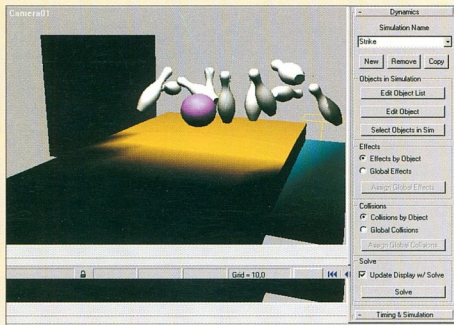 Camera01
- Dynamics
Simulation Name
Strike
New Remove Copy
Objects in Simulation
Edit Object List
Edit Object
Select Objects in Sim
Effects
Effects by Object
Global Effects
Assign Global Effects
Collisions
Collisions by Object
Global Collisions
Assign Global Collisions
Solve
Update Display w/ Solve
Solve
Grid = 10,0
- Timing & Simulation